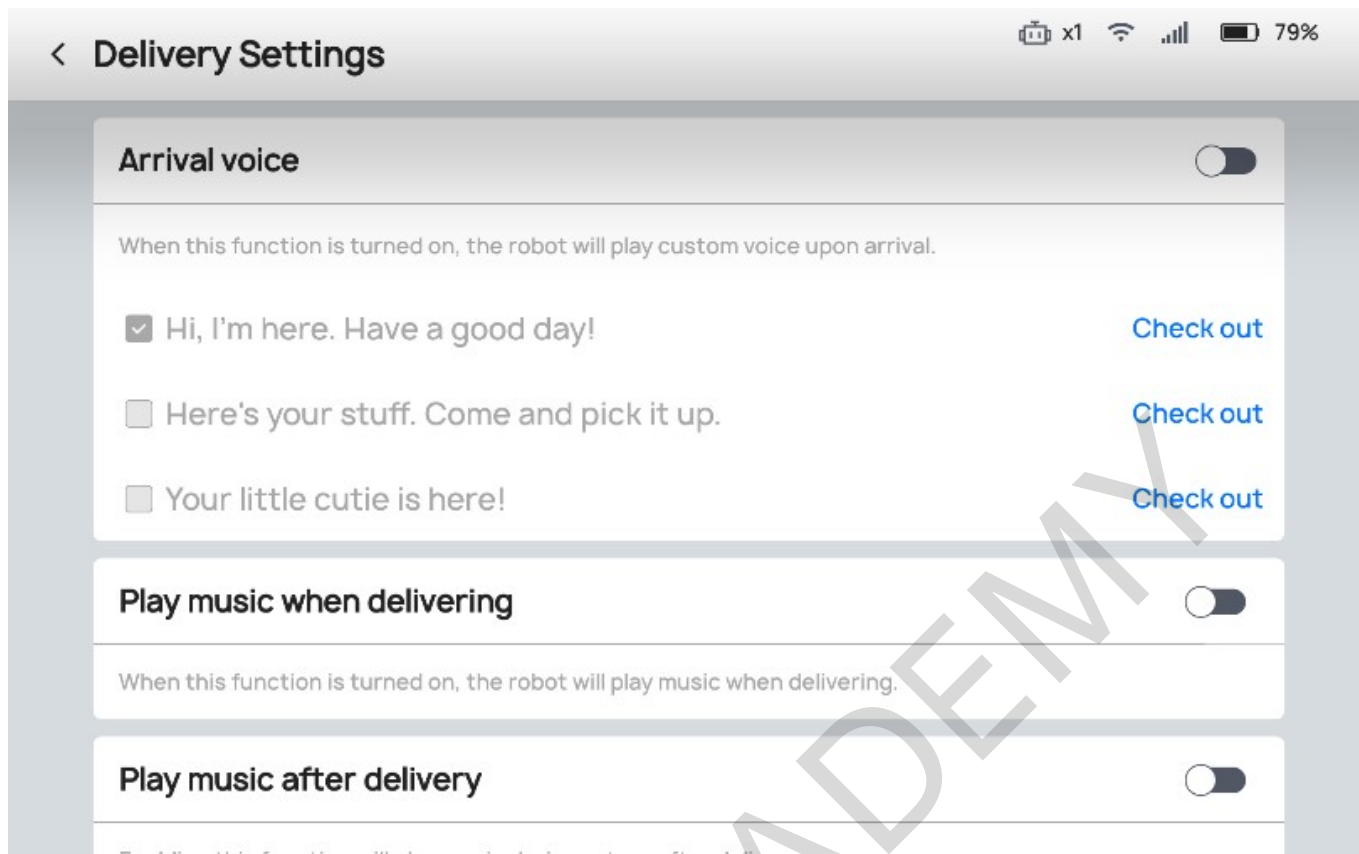 x1 79%
Delivery Settings
Arrival voice
When this function is turned on, the robot will play custom voice upon arrival.
Hi, I'm here. Have a good day!
Check out
Here's your stuff. Come and pick it up.
Check out
Your little cutie is here!
Check out
Play music when delivering
When this function is turned on, the robot will play music when delivering.
Play music after delivery
ADEMY